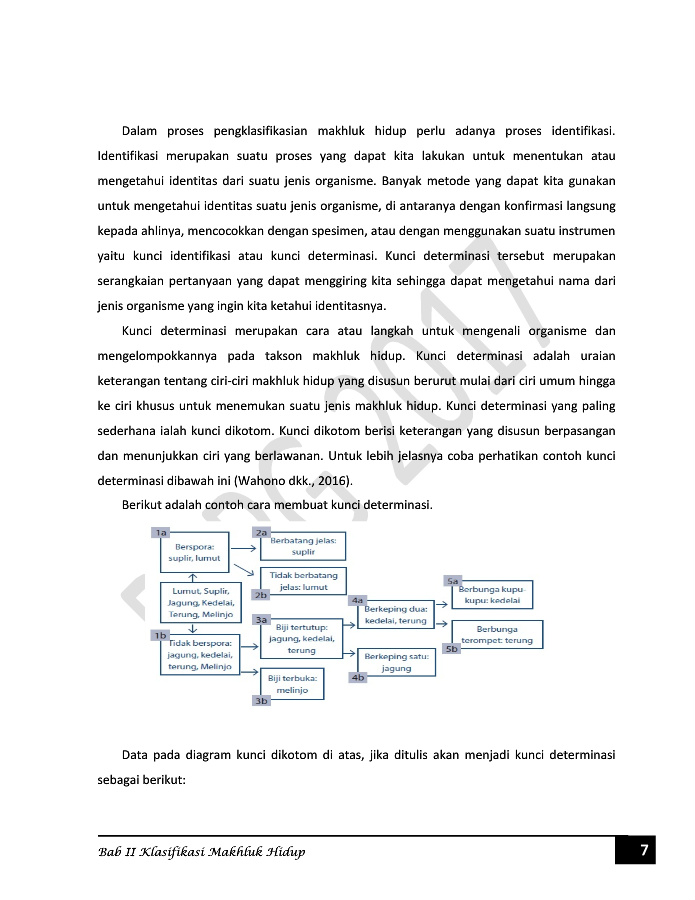 Dalam proses pengklasifikasian makhluk hidup perlu adanya proses identifikasi.
Identifikasi merupakan suatu proses yang dapat kita lakukan untuk menentukan atau
mengetahui identitas dari suatu jenis organisme. Banyak metode yang dapat kita gunakan
untuk mengetahui identitas suatu jenis organisme, di antaranya dengan konfirmasi langsung
kepada ahlinya, mencocokkan dengan spesimen, atau dengan menggunakan suatu instrumen
yaitu kunci identifikasi atau kunci determinasi. Kunci determinasi tersebut merupakan
serangkaian pertanyaan yang dapat menggiring kita sehingga dapat mengetahui nama dari
jenis organisme yang ingin kita ketahui identitasnya.
Kunci determinasi merupakan cara atau langkah untuk mengenali organisme dan
mengelompokkannya pada takson makhluk hidup. Kunci determinasi adalah uraian
keterangan tentang ciri-ciri makhluk hidup yang disusun berurut mulai dari ciri umum hingga
ke ciri khusus untuk menemukan suatu jenis makhluk hidup. Kunci determinasi yang paling
sederhana ialah kunci dikotom. Kunci dikotom berisi keterangan yang disusun berpasangan
dan menunjukkan ciri yang berlawanan. Untuk lebih jelasnya coba perhatikan contoh kunci
determinasi dibawah ini (Wahono dkk., 2016).
Berikut adalah contoh cara membuat kunci determinasi.
1a
Berspora:
suplir, lumut
2a
Berbatang jelas:
suplir
Tidak berbatang
jelas: lumut
2b
Lumut, Suplir,
Jagung, Kedelai,
Terung, Melinjo
1b
Tidak berspora:
jagung, kedelai,
terung, Melinjo
3a
Biji tertutup:
jagung, kedelai,
terung
Biji terbuka:
melinjo
3b
4a
Berkeping dua:
kedelai, terung
Berkeping satu:
jagung
4b
5a
Berbunga kupu-
kupu: kedelai
Berbunga
terompet: terung
5b
Data pada diagram kunci dikotom di atas, jika ditulis akan menjadi kunci determinasi
sebagai berikut:
Bab II Klasifikasi Makhluk Hidup
7